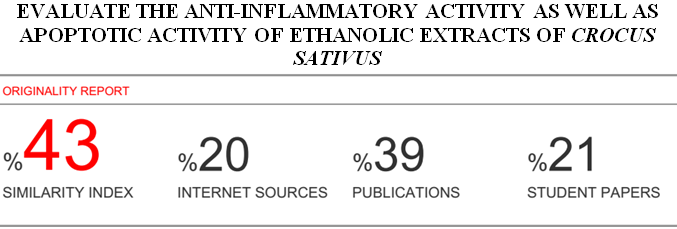 EVALUATE THE ANTI-INFLAMMATORY ACTIVITY AS WELL AS
APOPTOTIC ACTIVITY OF ETHANOLIC EXTRACTS OF CROCUS
SATIVUS
ORIGINALITY REPORT
%43 %20 %39 %21
SIMILARITY INDEX INTERNET SOURCES PUBLICATIONS STUDENT PAPERS